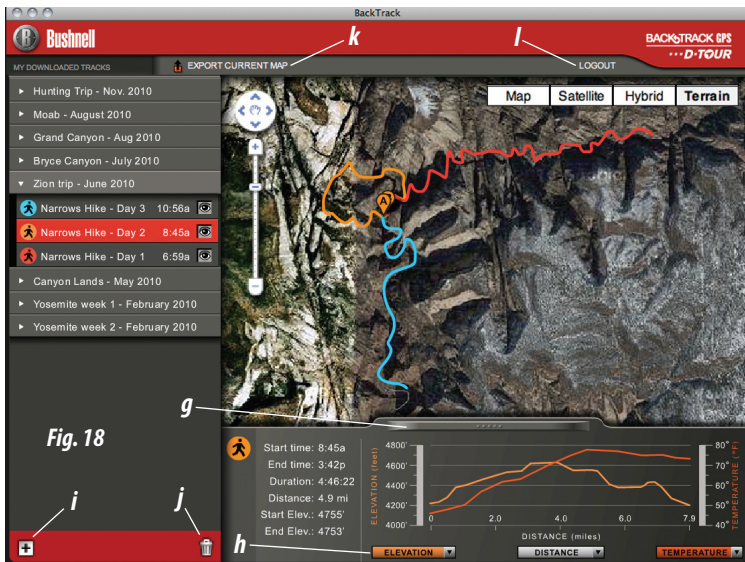 BackTrack
B Bushnell
k
l
BACKTRACK GPS
D-TOUR
MY DOWNLOADED TRACKS
EXPORT CURRENT MAP
LOGOUT
Hunting Trip - Nov. 2010
Moab - August 2010
Grand Canyon - Aug 2010
Bryce Canyon - July 2010
Zion trip - June 2010
Narrows Hike - Day 3 10:56a
Narrows Hike - Day 2 8:45a
Narrows Hike - Day 1 6:59a
Canyon Lands - May 2010
Yosemite week 1 - February 2010
Yosemite week 2 - February 2010
Map Satellite Hybrid Terrain
A
g
Fig. 18
i
j
h
Start time: 8:45a
End time: 3:42p
Duration: 4:46:22
Distance: 4.9 mi
Start Elev.: 4755'
End Elev.: 4753'
ELEVATION (feet)
4800'
4600'
4400'
4200'
4000'
0 2.0 4.0 6.0 7.9
DISTANCE (miles)
80°
70°
60°
50°
40°
TEMPERATURE (°F)
ELEVATION
DISTANCE
TEMPERATURE